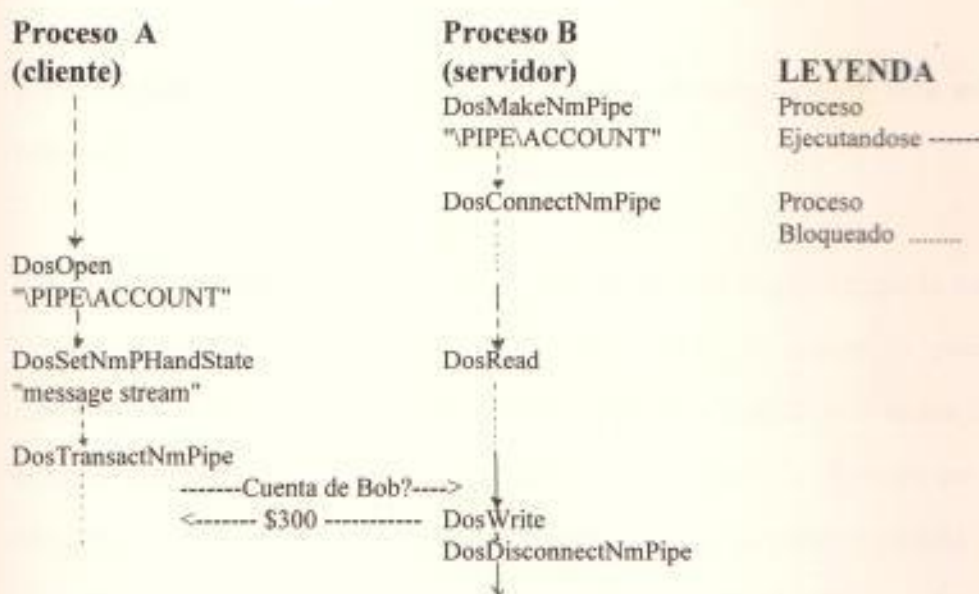 Proceso A
(cliente)
DosOpen
"\PIPE\ACCOUNT"
DosSetNmPHandState
"message stream"
DosTransactNmPipe
-------Cuenta de Bob?---->
<------- $300 -----------
Proceso B
(servidor)
DosMakeNmPipe
"\PIPE\ACCOUNT"
DosConnectNmPipe
DosRead
DosWrite
DosDisconnectNmPipe
LEYENDA
Proceso
Ejecutandose -------
Proceso
Bloqueado ........